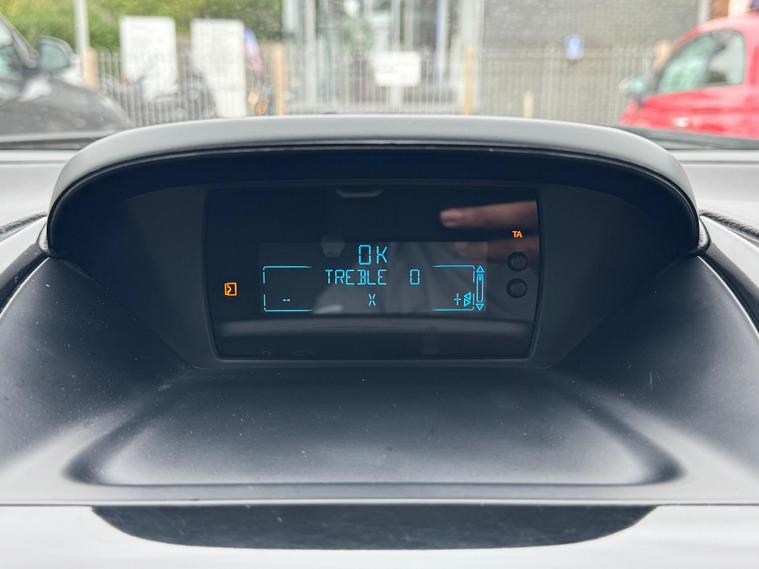 TA
OK
TREBLE 0
-- X +